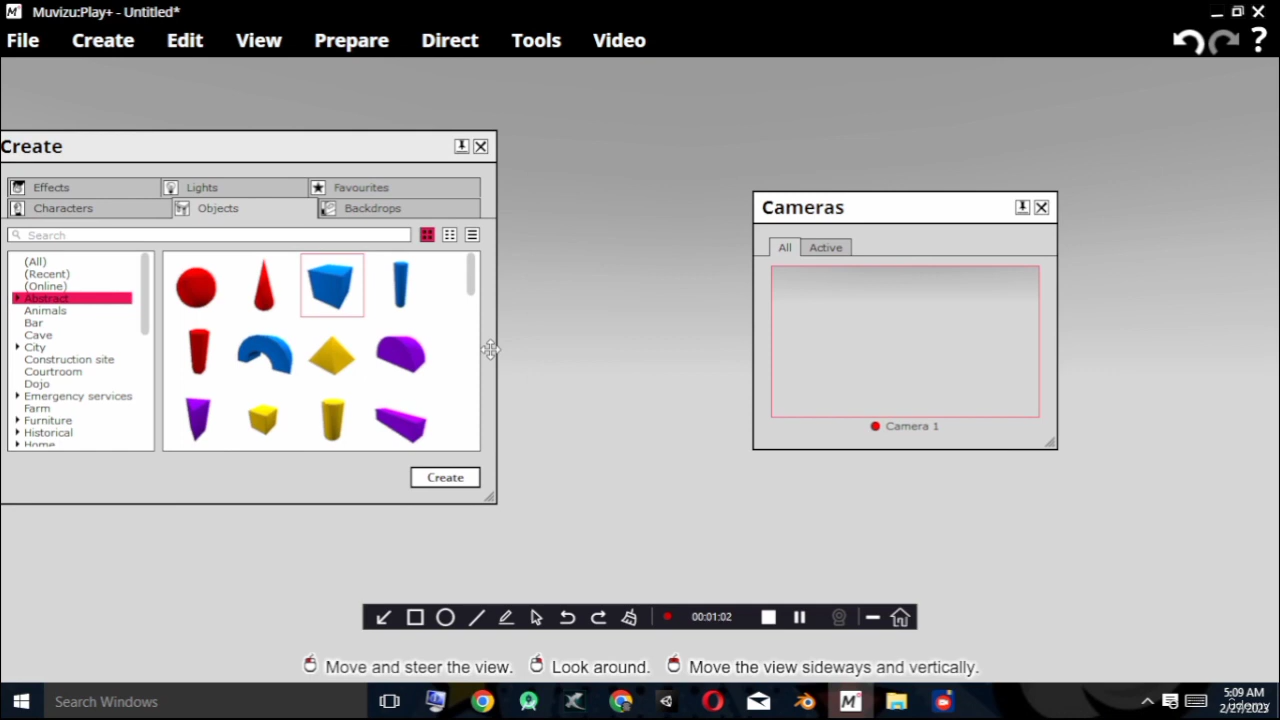 Muvizu:Play+ - Untitled*
File Create Edit View Prepare Direct Tools Video ?
Create
Effects Lights Favourites
Characters Objects Backdrops
Search
(All)
(Recent)
(Online)
Abstract
Animals
Bar
Cave
City
Construction site
Courtroom
Dojo
Emergency services
Farm
Furniture
Historical
Home
Create
Cameras
All Active
Camera 1
00:01:02
Move and steer the view. Look around. Move the view sideways and vertically.
Search Windows
5:09 AM
2/27/2023